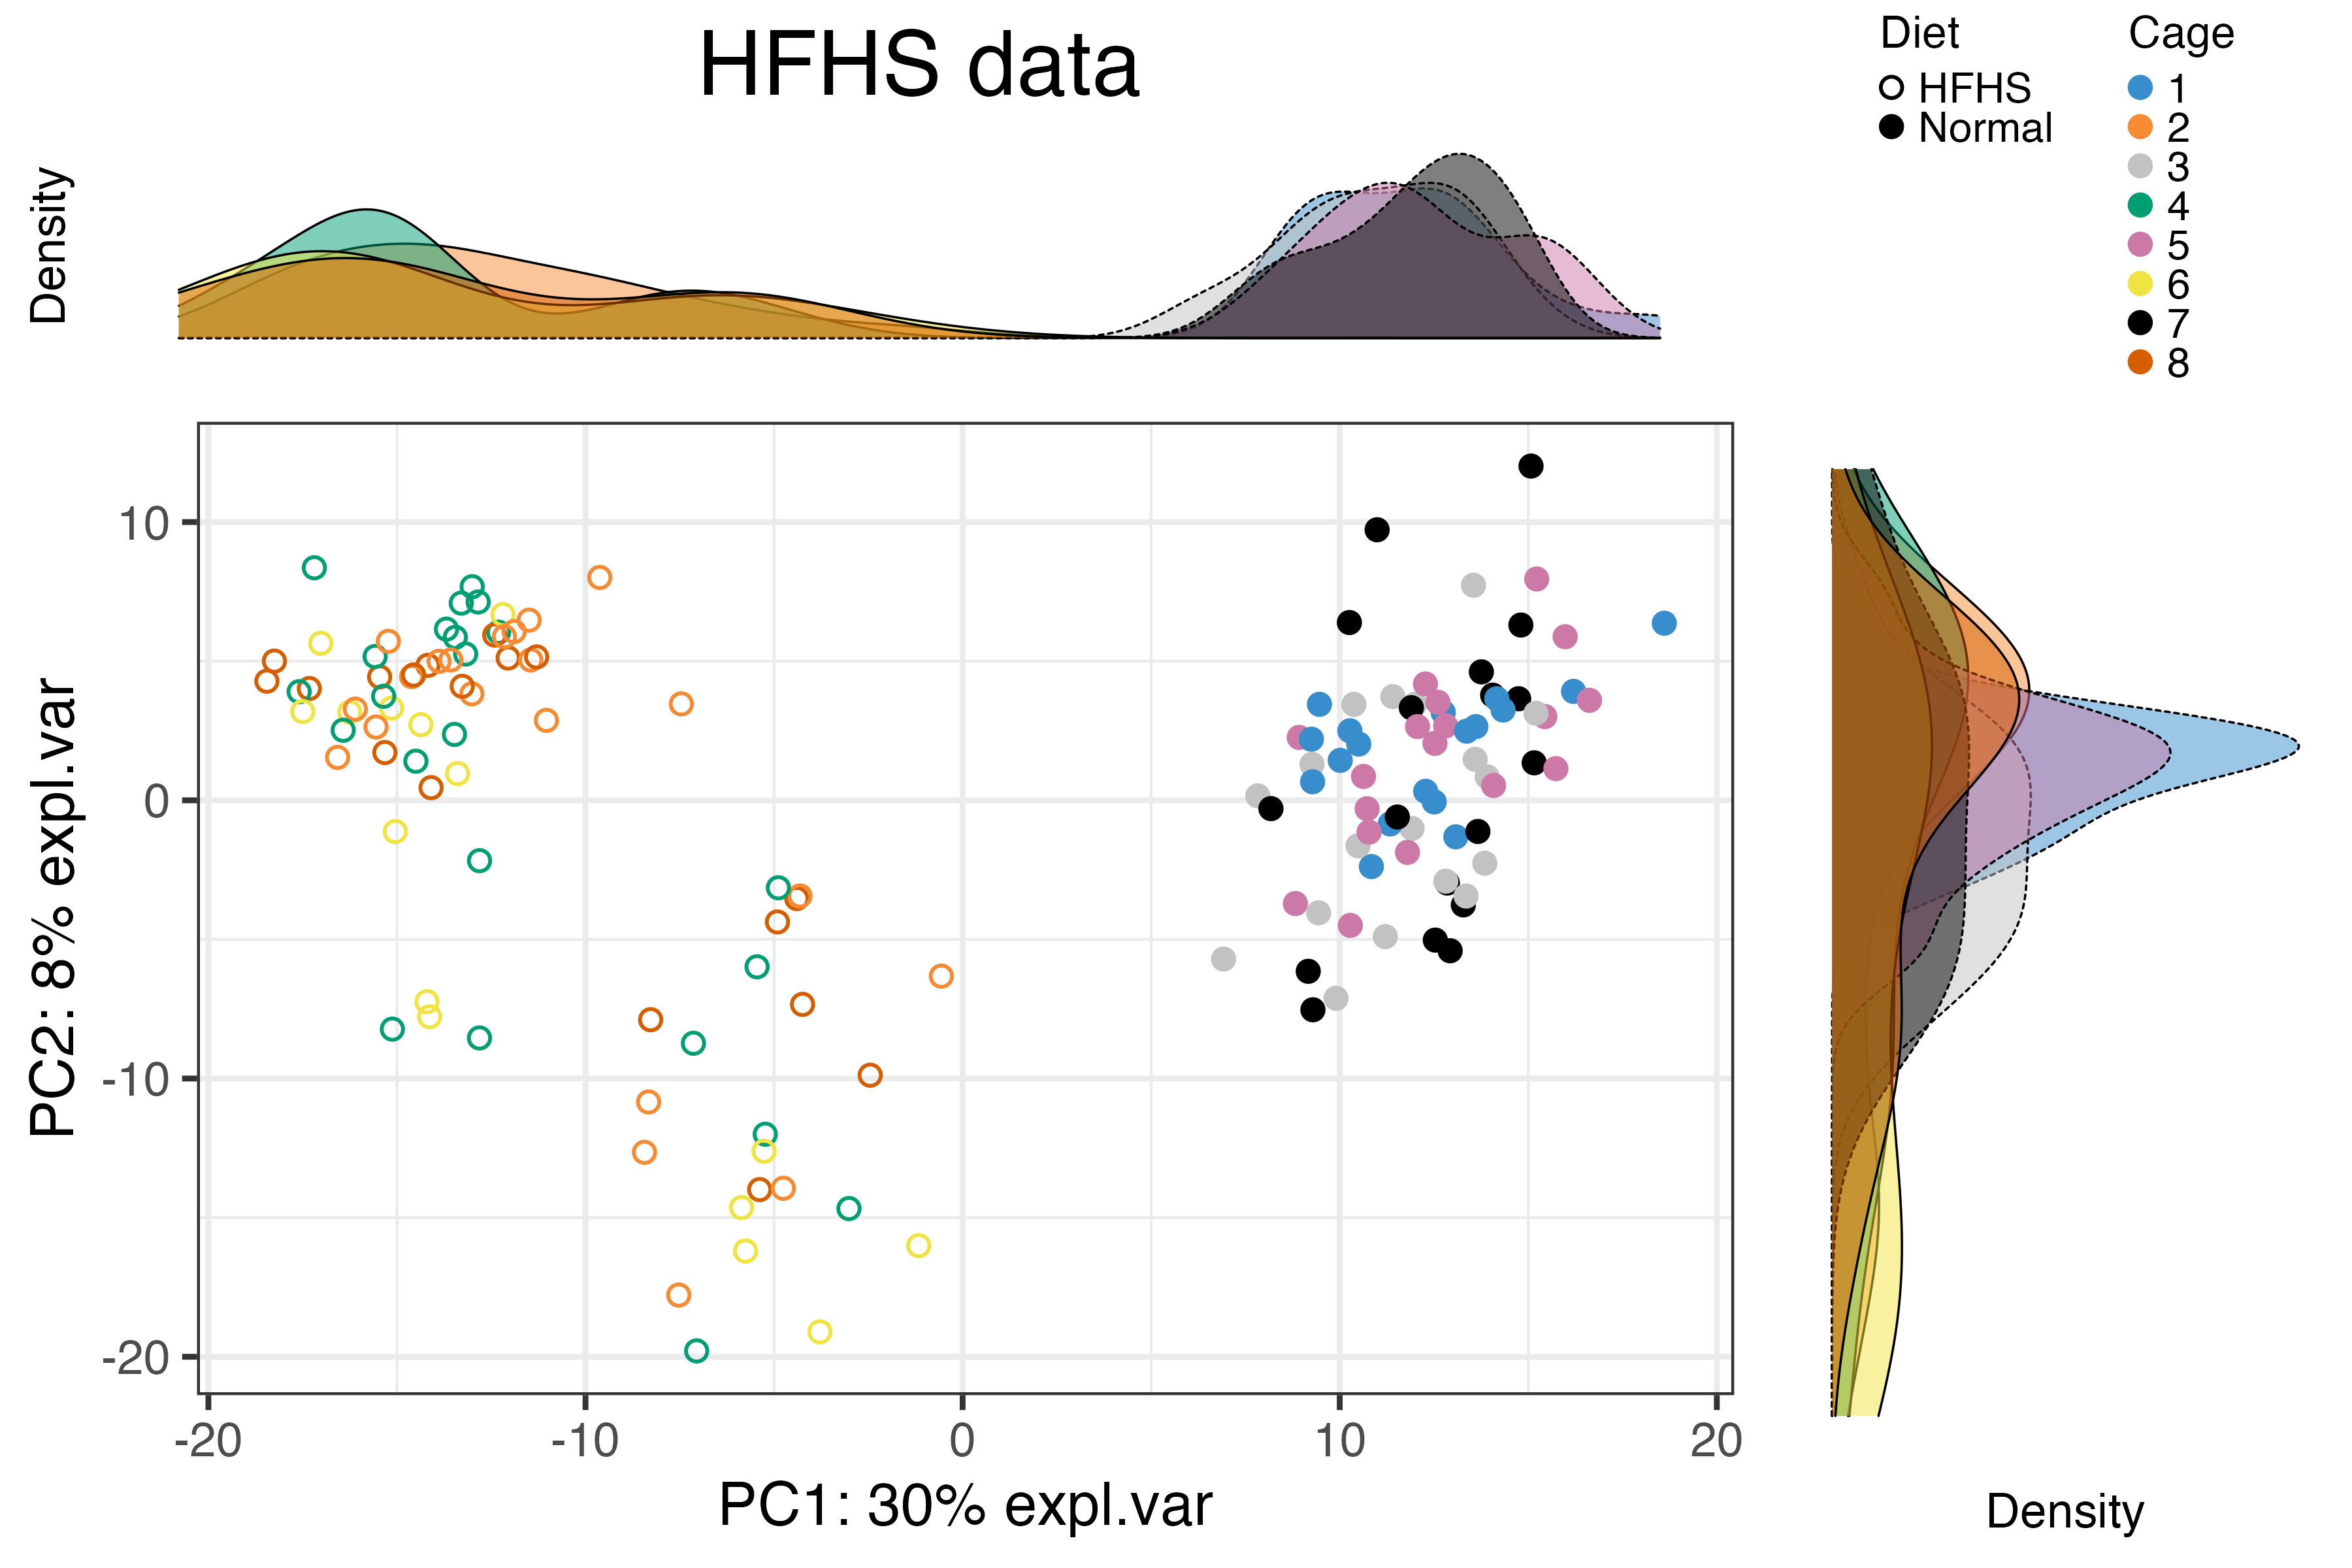 HFHS data
Diet
HFHS
Normal
Cage
1
2
3
4
5
6
7
8
Density
10
0
-10
-20
PC2: 8% expl.var
-20
-10
0
10
20
PC1: 30% expl.var
Density